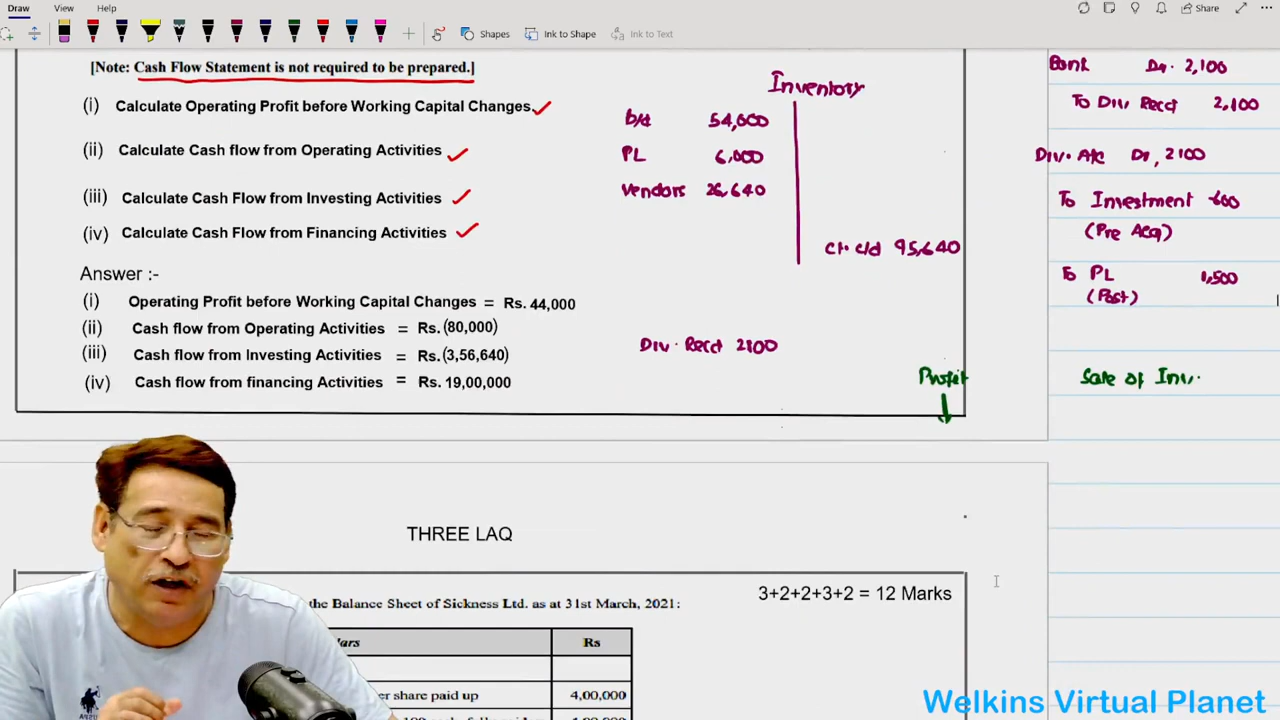 Draw View Help
Share
Shapes Ink to Shape Ink to Text
[Note: Cash Flow Statement is not required to be prepared.]
(i) Calculate Operating Profit before Working Capital Changes.
(ii) Calculate Cash flow from Operating Activities
(iii) Calculate Cash Flow from Investing Activities
(iv) Calculate Cash Flow from Financing Activities
Answer :-
(i) Operating Profit before Working Capital Changes = Rs. 44,000
(ii) Cash flow from Operating Activities = Rs. (80,000)
(iii) Cash flow from Investing Activities = Rs. (3,56,640)
(iv) Cash flow from financing Activities = Rs. 19,00,000
Inventory
b/d 54,000
PL 6,000
Vendors
Cl. c/d 95,640
Div. Recd 2100
Profit
Bank Dr. 2,100
To Div Recd 2,100
Div. A/c Dr, 2100
To Investment 600
(Pre Acq)
To PL 1,500
(Post)
Sale of Inv.
THREE LAQ
3+2+2+3+2 = 12 Marks
the Balance Sheet of Sickness Ltd. as at 31st March, 2021:
lars Rs
er share paid up 4,00,000
Welkins Virtual Planet